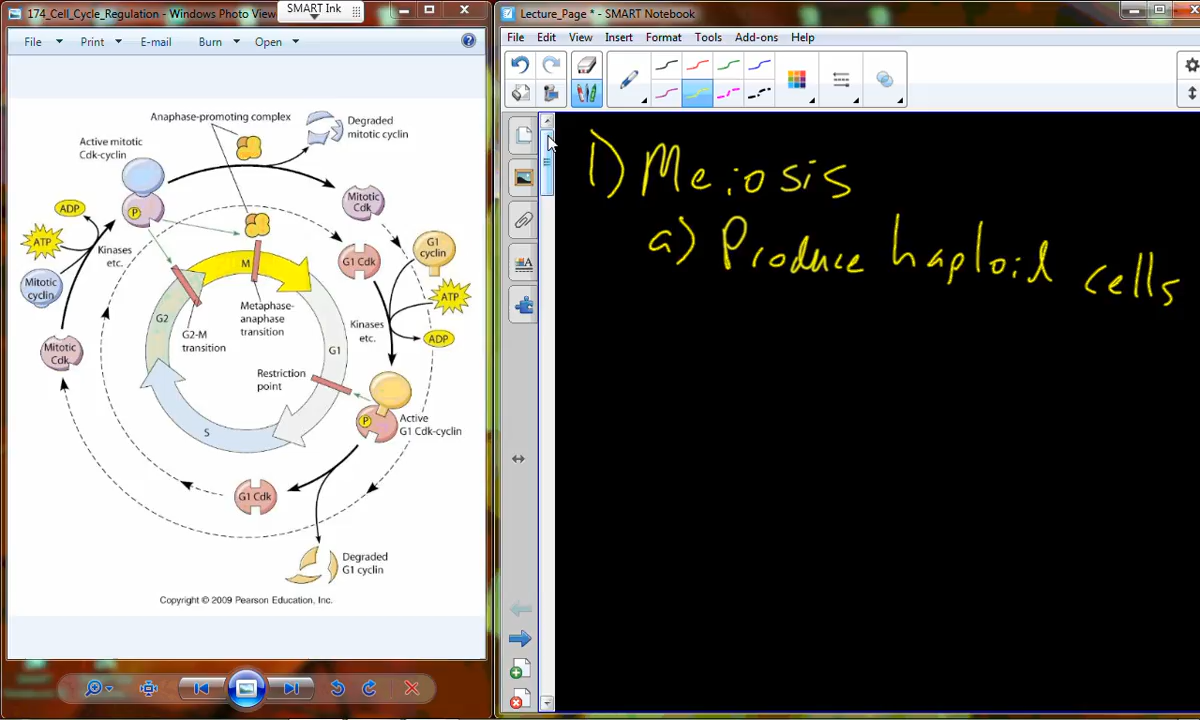 174_Cell_Cycle_Regulation - Windows Photo View
SMART Ink
File Print E-mail Burn Open
Anaphase-promoting complex
Degraded
mitotic cyclin
Active mitotic
Cdk-cyclin
P
ADP
ATP
Kinases
etc.
Mitotic
cyclin
Mitotic
Cdk
Mitotic
Cdk
G1 Cdk
G1
cyclin
ATP
ADP
Kinases
etc.
M
G2
G1
S
Metaphase-
anaphase
transition
G2-M
transition
Restriction
point
P
Active
G1 Cdk-cyclin
G1 Cdk
Degraded
G1 cyclin
Copyright © 2009 Pearson Education, Inc.
Lecture_Page * - SMART Notebook
File Edit View Insert Format Tools Add-ons Help
1) Meiosis
a) Produce haploid cells